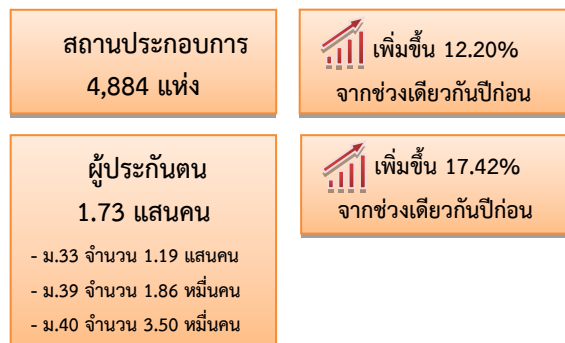 สถานประกอบการ
4,884 แห่ง
เพิ่มขึ้น 12.20%
จากช่วงเดียวกันปีก่อน
ผู้ประกันตน
1.73 แสนคน
- ม.33 จำนวน 1.19 แสนคน
- ม.39 จำนวน 1.86 หมื่นคน
- ม.40 จำนวน 3.50 หมื่นคน
เพิ่มขึ้น 17.42%
จากช่วงเดียวกันปีก่อน